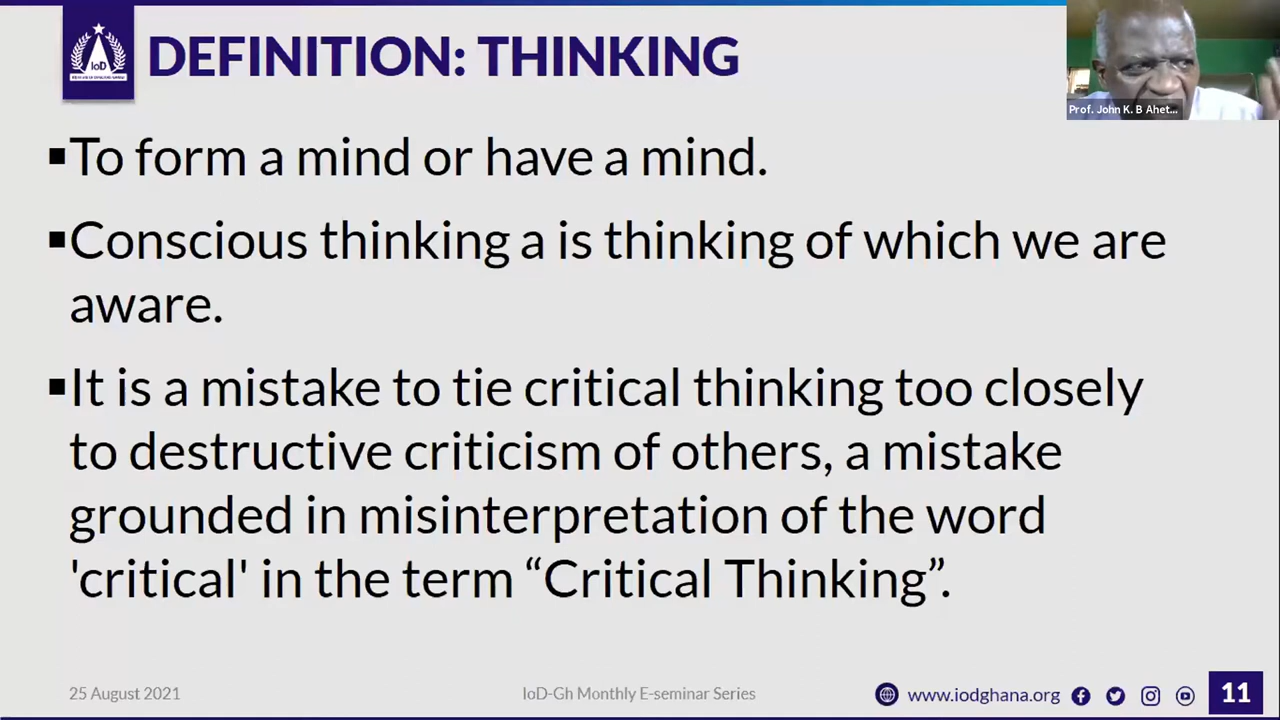 DEFINITION: THINKING
IoD
Prof. John K. B Ahet...
▪To form a mind or have a mind.
▪Conscious thinking a is thinking of which we are
aware.
▪It is a mistake to tie critical thinking too closely
to destructive criticism of others, a mistake
grounded in misinterpretation of the word
'critical' in the term “Critical Thinking”.
25 August 2021
IoD-Gh Monthly E-seminar Series
www.iodghana.org
11